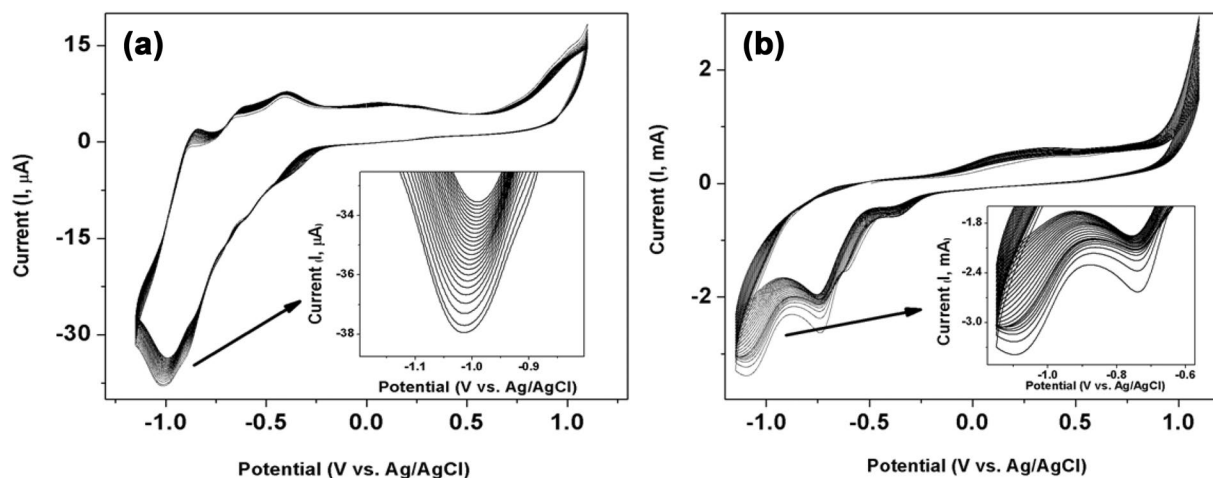 (a)
15
0
-15
-30
Current (I, µA)
-1.0 -0.5 0.0 0.5 1.0
Potential (V vs. Ag/AgCl)
-34
-36
-38
Current (I, µA)
-1.1 -1.0 -0.9
Potential (V vs. Ag/AgCl)
(b)
2
0
-2
Current (I, mA)
-1.0 -0.5 0.0 0.5 1.0
Potential (V vs. Ag/AgCl)
-1.8
-2.4
-3.0
Current (I, mA)
-1.0 -0.8 -0.6
Potential (V vs. Ag/AgCl)